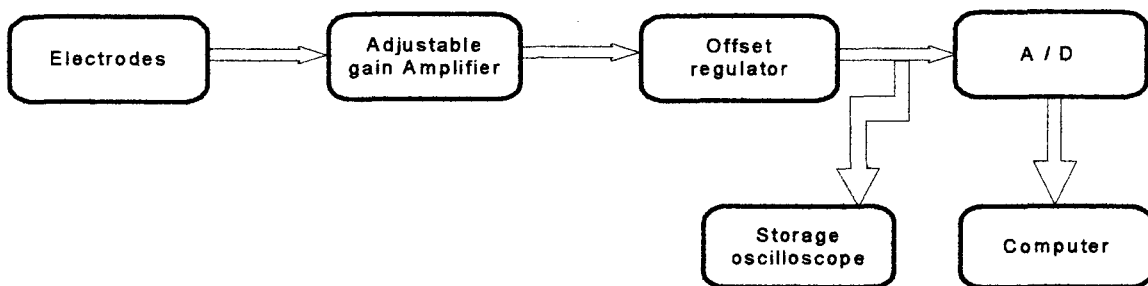 Electrodes
Adjustable
gain Amplifier
Offset
regulator
A / D
Storage
oscilloscope
Computer